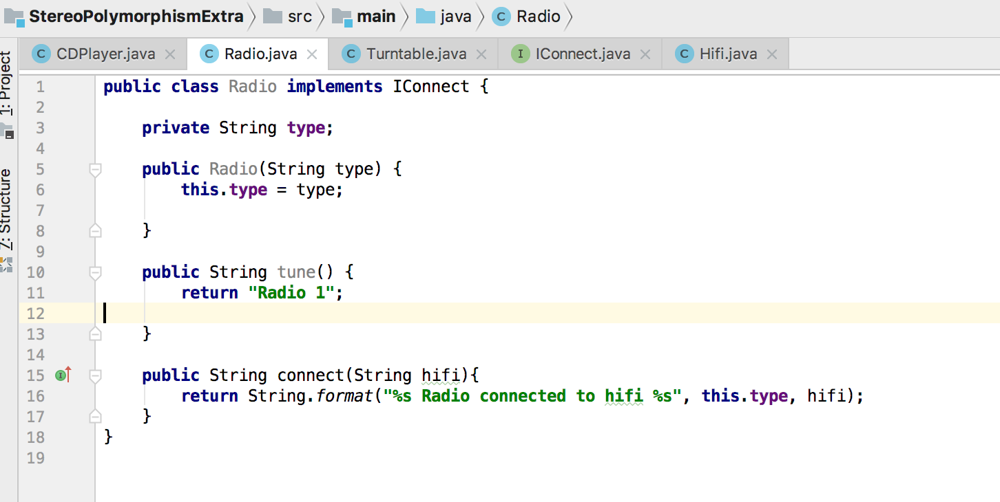 StereoPolymorphismExtra src main java C Radio
C CDPlayer.java C Radio.java C Turntable.java I IConnect.java C Hifi.java
1: Project
7: Structure
1 public class Radio implements IConnect {
2
3 private String type;
4
5 public Radio(String type) {
6 this.type = type;
7
8 }
9
10 public String tune() {
11 return "Radio 1";
12
13 }
14
15 I public String connect(String hifi){
16 return String.format("%s Radio connected to hifi %s", this.type, hifi);
17 }
18 }
19